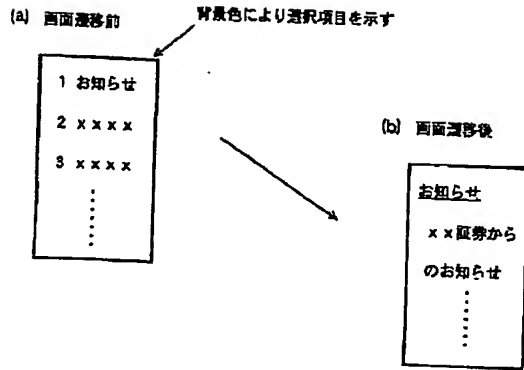 (a) 画面遷移前
背景色により選択項目を示す
1 お知らせ
2 x x x x
3 x x x x
(b) 画面遷移後
お知らせ
x x 証券から
のお知らせ